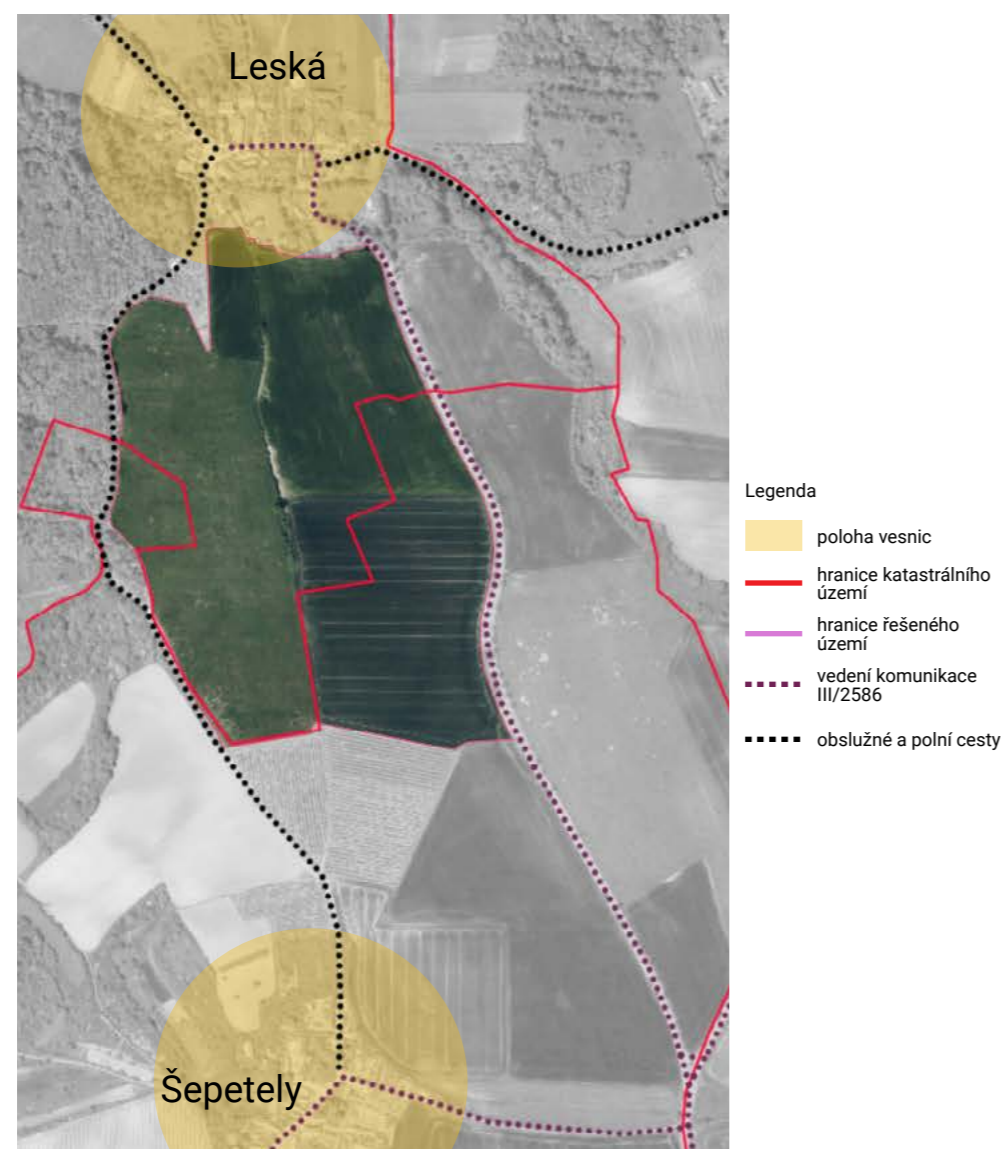 Leská
Šepetely
Legenda
poloha vesnic
hranice katastrálního
území
hranice řešeného
území
vedení komunikace
III/2586
obslužné a polní cesty